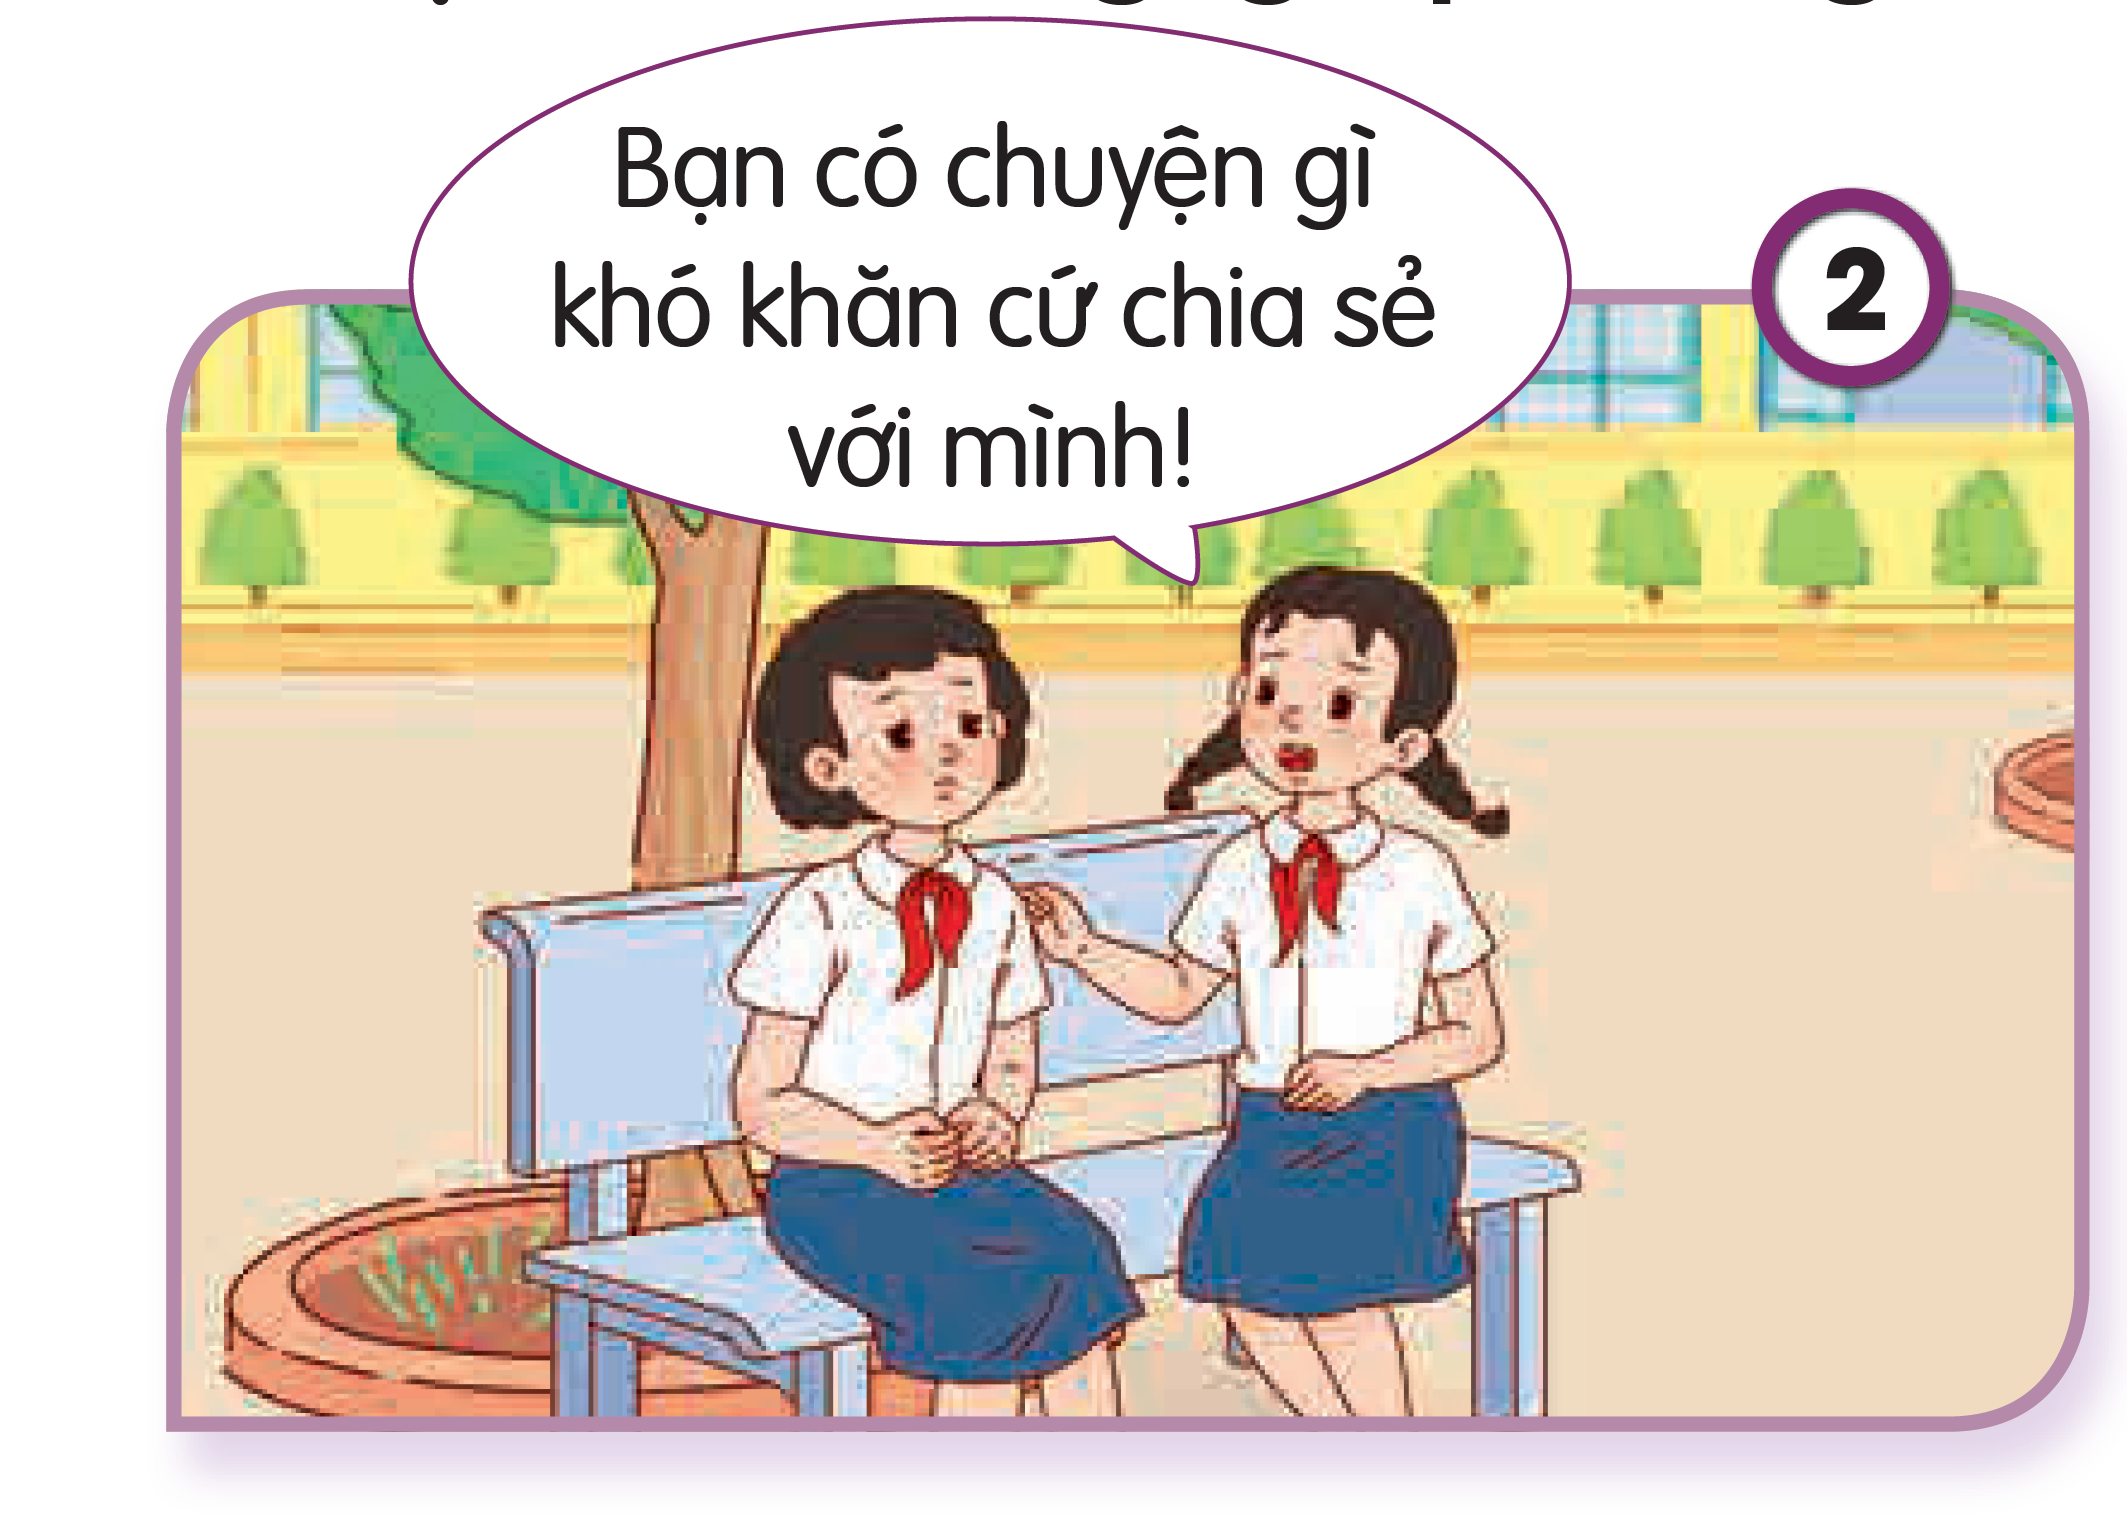 Bạn có chuyện gì
khó khăn cứ chia sẻ
với mình!
2